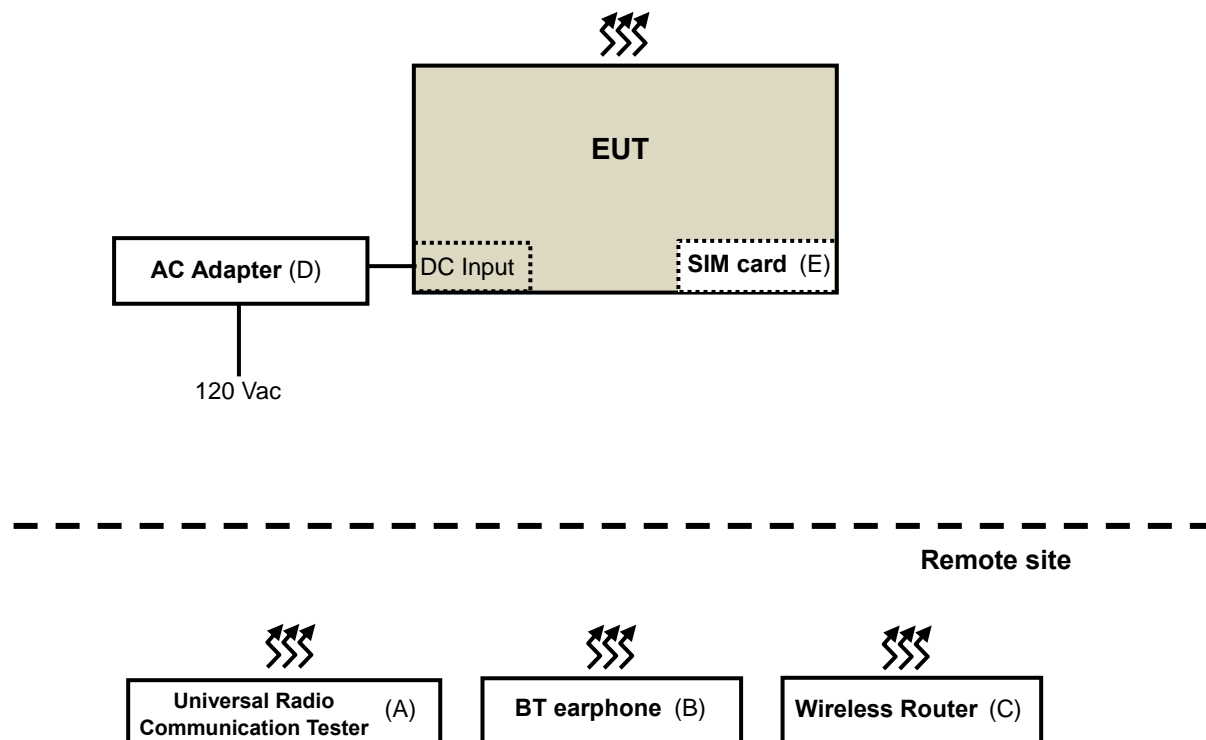 EUT
AC Adapter (D)
DC Input
SIM card (E)
120 Vac
Remote site
Universal Radio
Communication Tester (A)
BT earphone (B)
Wireless Router (C)